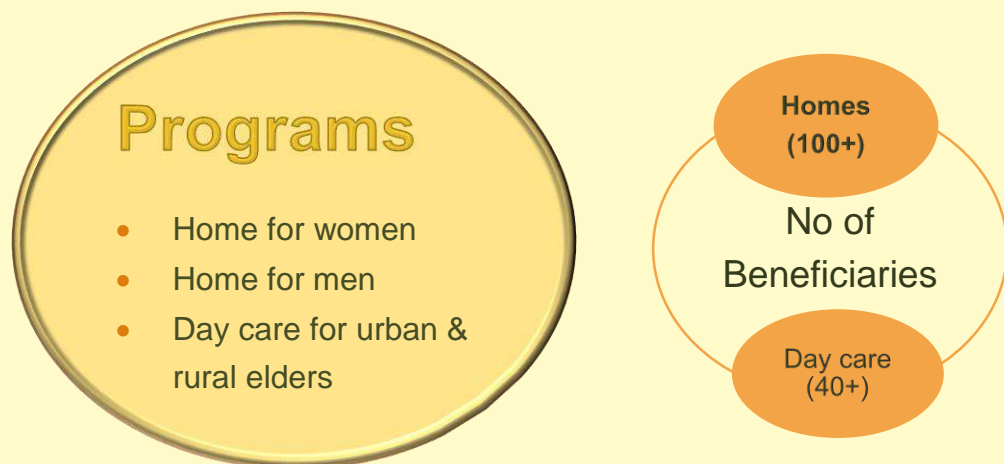 Programs
• Home for women
• Home for men
• Day care for urban &
rural elders
Homes
(100+)
No of
Beneficiaries
Day care
(40+)